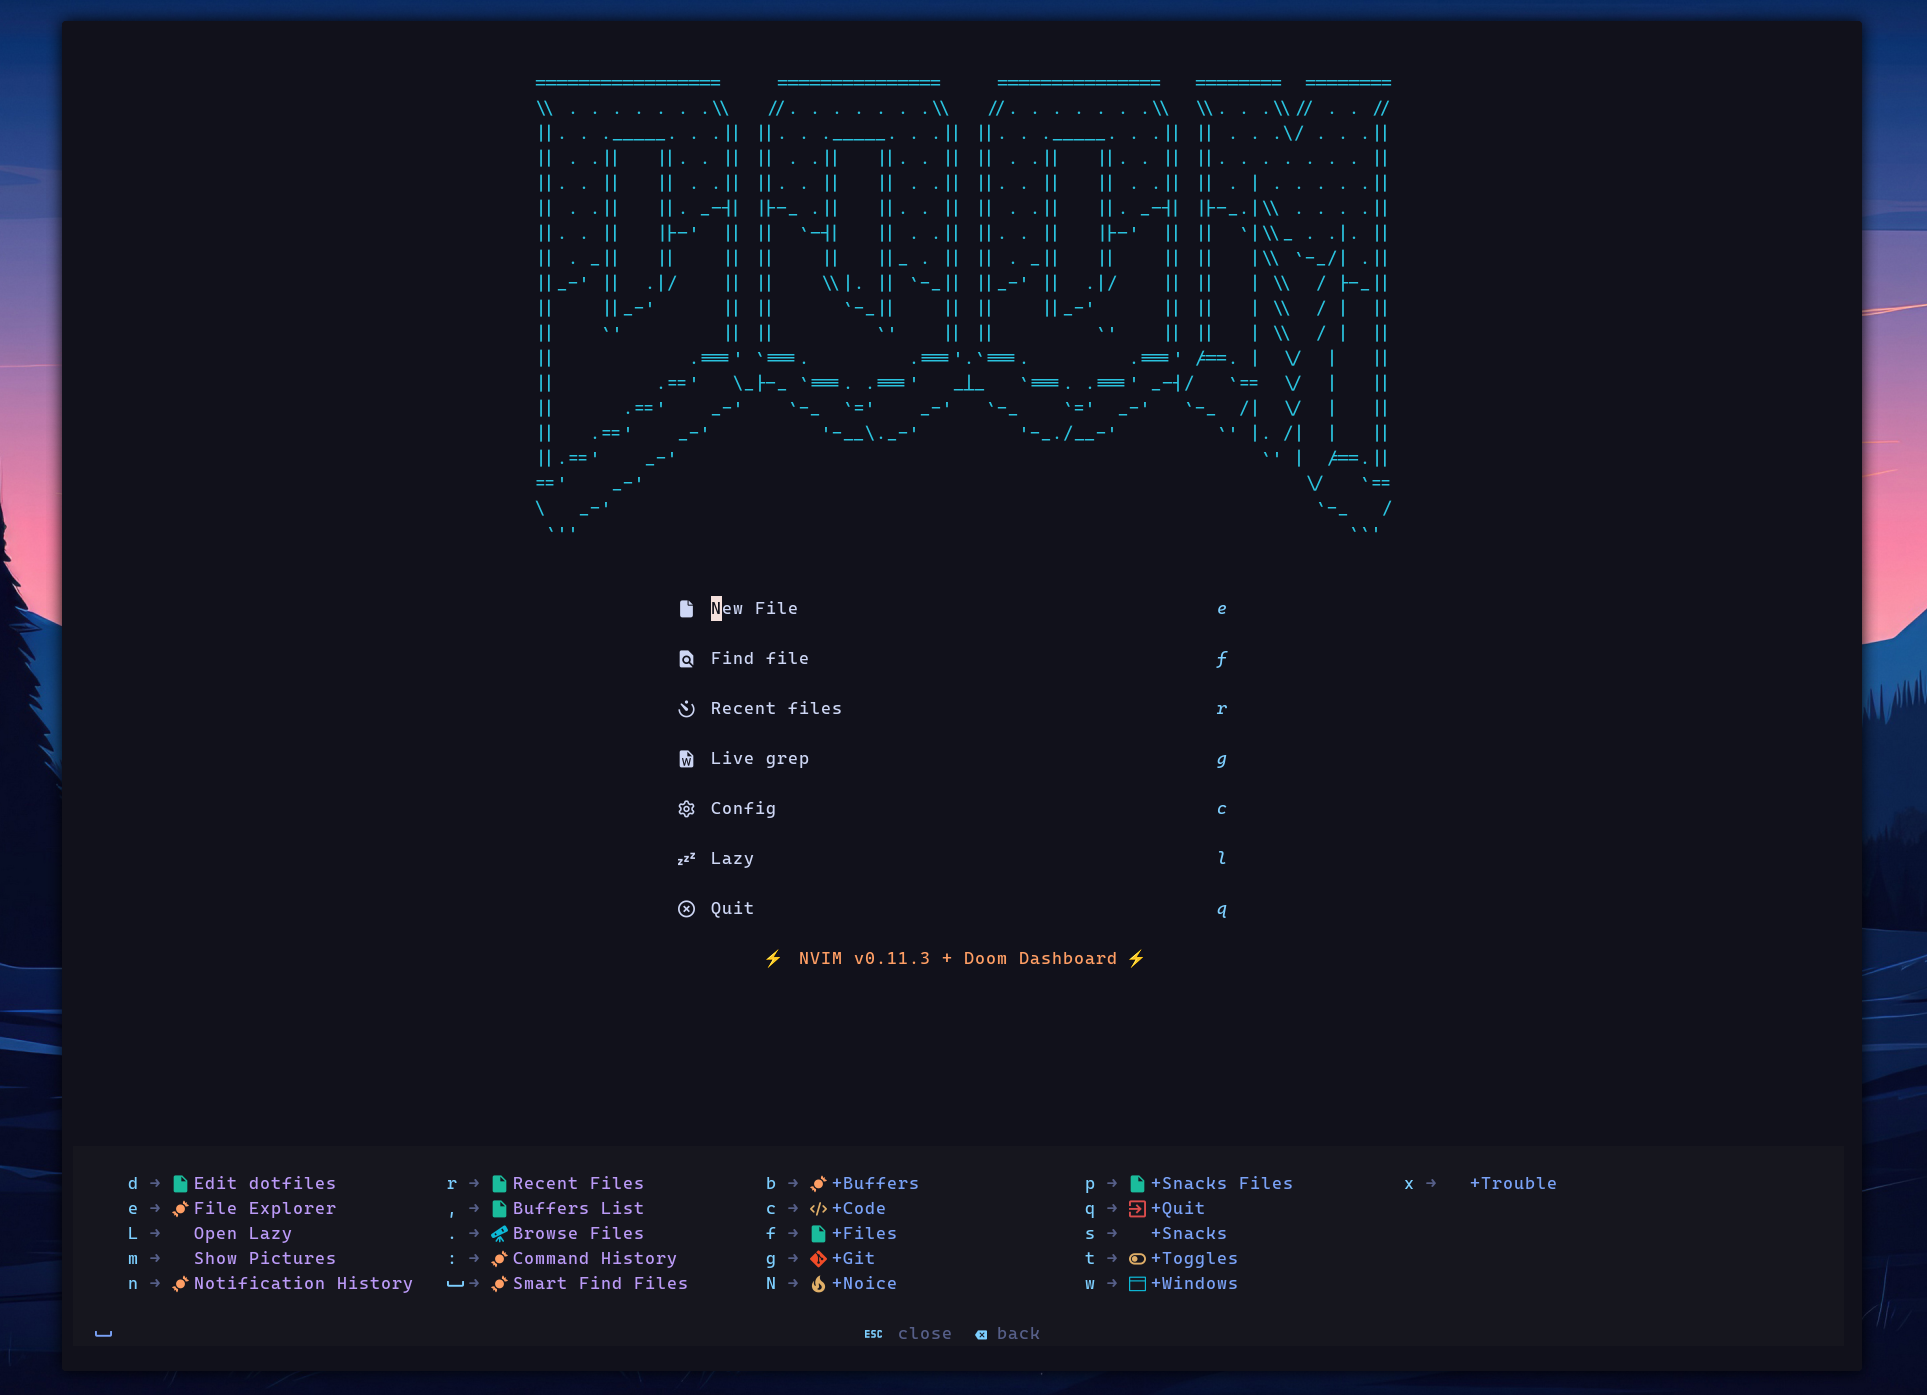 New File e
Find file f
Recent files r
Live grep g
Config c
Lazy l
Quit q
⚡ NVIM v0.11.3 + Doom Dashboard ⚡
d → Edit dotfiles r → Recent Files b → +Buffers p → +Snacks Files x → +Trouble
e → File Explorer , → Buffers List c → +Code q → +Quit
L → Open Lazy . → Browse Files f → +Files s → +Snacks
m → Show Pictures : → Command History g → +Git t → +Toggles
n → Notification History ␣ → Smart Find Files N → +Noice w → +Windows
␣ ESC close back